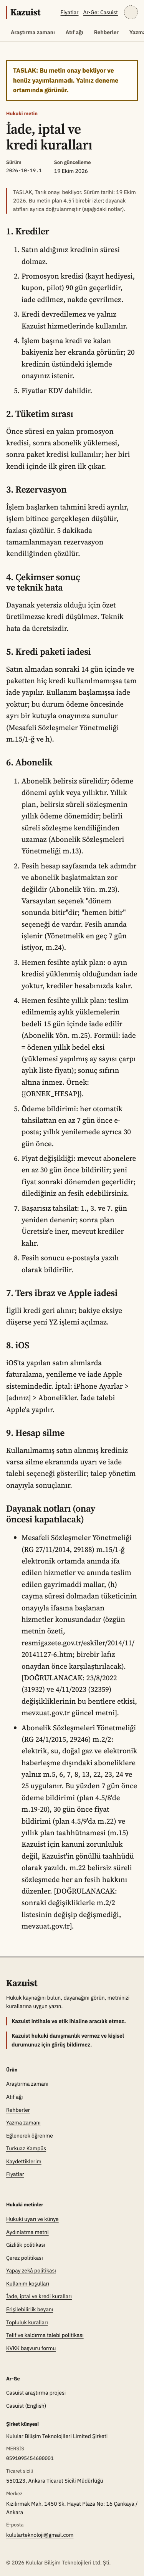 Kazuist
Fiyatlar Ar-Ge: Casuist
Araştırma zamanı Atıf ağı Rehberler Yazma
TASLAK: Bu metin onay bekliyor ve
henüz yayımlanmadı. Yalnız deneme
ortamında görünür.
Hukuki metin
İade, iptal ve
kredi kuralları
Sürüm Son güncelleme
2026-10-19.1 19 Ekim 2026
TASLAK, Tarık onayı bekliyor. Sürüm tarihi: 19 Ekim
2026. Bu metin plan 4.5'i birebir izler; dayanak
atıfları ayrıca doğrulanmıştır (aşağıdaki notlar).
1. Krediler
1. Satın aldığınız kredinin süresi
dolmaz.
2. Promosyon kredisi (kayıt hediyesi,
kupon, pilot) 90 gün geçerlidir,
iade edilmez, nakde çevrilmez.
3. Kredi devredilemez ve yalnız
Kazuist hizmetlerinde kullanılır.
4. İşlem başına kredi ve kalan
bakiyeniz her ekranda görünür; 20
kredinin üstündeki işlemde
onayınız istenir.
5. Fiyatlar KDV dahildir.
2. Tüketim sırası
Önce süresi en yakın promosyon
kredisi, sonra abonelik yüklemesi,
sonra paket kredisi kullanılır; her biri
kendi içinde ilk giren ilk çıkar.
3. Rezervasyon
İşlem başlarken tahmini kredi ayrılır,
işlem bitince gerçekleşen düşülür,
fazlası çözülür. 5 dakikada
tamamlanmayan rezervasyon
kendiliğinden çözülür.
4. Çekimser sonuç
ve teknik hata
Dayanak yetersiz olduğu için özet
üretilmezse kredi düşülmez. Teknik
hata da ücretsizdir.
5. Kredi paketi iadesi
Satın almadan sonraki 14 gün içinde ve
paketten hiç kredi kullanılmamışsa tam
iade yapılır. Kullanım başlamışsa iade
yoktur; bu durum ödeme öncesinde
ayrı bir kutuyla onayınıza sunulur
(Mesafeli Sözleşmeler Yönetmeliği
m.15/1-ğ ve h).
6. Abonelik
1. Abonelik belirsiz sürelidir; ödeme
dönemi aylık veya yıllıktır. Yıllık
plan, belirsiz süreli sözleşmenin
yıllık ödeme dönemidir; belirli
süreli sözleşme kendiliğinden
uzamaz (Abonelik Sözleşmeleri
Yönetmeliği m.13).
2. Fesih hesap sayfasında tek adımdır
ve aboneliği başlatmaktan zor
değildir (Abonelik Yön. m.23).
Varsayılan seçenek "dönem
sonunda bitir"dir; "hemen bitir"
seçeneği de vardır. Fesih anında
işlenir (Yönetmelik en geç 7 gün
istiyor, m.24).
3. Hemen fesihte aylık plan: o ayın
kredisi yüklenmiş olduğundan iade
yoktur, krediler hesabınızda kalır.
4. Hemen fesihte yıllık plan: teslim
edilmemiş aylık yüklemelerin
bedeli 15 gün içinde iade edilir
(Abonelik Yön. m.25). Formül: iade
= ödenen yıllık bedel eksi
(yüklemesi yapılmış ay sayısı çarpı
aylık liste fiyatı); sonuç sıfırın
altına inmez. Örnek:
{{ORNEK_HESAP}}.
5. Ödeme bildirimi: her otomatik
tahsilattan en az 7 gün önce e-
posta; yıllık yenilemede ayrıca 30
gün önce.
6. Fiyat değişikliği: mevcut abonelere
en az 30 gün önce bildirilir; yeni
fiyat sonraki dönemde geçerlidir;
dilediğiniz an fesih edebilirsiniz.
7. Başarısız tahsilat: 1., 3. ve 7. gün
yeniden denenir; sonra plan
Ücretsiz'e iner, mevcut krediler
kalır.
8. Fesih sonucu e-postayla yazılı
olarak bildirilir.
7. Ters ibraz ve Apple iadesi
İlgili kredi geri alınır; bakiye eksiye
düşerse yeni YZ işlemi açılmaz.
8. iOS
iOS'ta yapılan satın alımlarda
faturalama, yenileme ve iade Apple
sistemindedir. İptal: iPhone Ayarlar >
[adınız] > Abonelikler. İade talebi
Apple'a yapılır.
9. Hesap silme
Kullanılmamış satın alınmış krediniz
varsa silme ekranında uyarı ve iade
talebi seçeneği gösterilir; talep yönetim
onayıyla sonuçlanır.
Dayanak notları (onay
öncesi kapatılacak)
• Mesafeli Sözleşmeler Yönetmeliği
(RG 27/11/2014, 29188) m.15/1-ğ
elektronik ortamda anında ifa
edilen hizmetler ve anında teslim
edilen gayrimaddi mallar, (h)
cayma süresi dolmadan tüketicinin
onayıyla ifasına başlanan
hizmetler konusundadır (özgün
metnin özeti,
resmigazete.gov.tr/eskiler/2014/11/
20141127-6.htm; birebir lafız
onaydan önce karşılaştırılacak).
[DOĞRULANACAK: 23/8/2022
(31932) ve 4/11/2023 (32359)
değişikliklerinin bu bentlere etkisi,
mevzuat.gov.tr güncel metni].
• Abonelik Sözleşmeleri Yönetmeliği
(RG 24/1/2015, 29246) m.2/2:
elektrik, su, doğal gaz ve elektronik
haberleşme dışındaki aboneliklere
yalnız m.5, 6, 7, 8, 13, 22, 23, 24 ve
25 uygulanır. Bu yüzden 7 gün önce
ödeme bildirimi (plan 4.5/8'de
m.19-20), 30 gün önce fiyat
bildirimi (plan 4.5/9'da m.22) ve
yıllık plan taahhütnamesi (m.15)
Kazuist için kanuni zorunluluk
değil, Kazuist'in gönüllü taahhüdü
olarak yazıldı. m.22 belirsiz süreli
sözleşmede her an fesih hakkını
düzenler. [DOĞRULANACAK:
sonraki değişikliklerle m.2/2
listesinin değişip değişmediği,
mevzuat.gov.tr].
Kazuist
Hukuk kaynağını bulun, dayanağını görün, metninizi
kurallarına uygun yazın.
Kazuist intihale ve etik ihlaline aracılık etmez.
Kazuist hukuki danışmanlık vermez ve kişisel
durumunuz için görüş bildirmez.
Ürün
Araştırma zamanı
Atıf ağı
Rehberler
Yazma zamanı
Eğlenerek öğrenme
Turkuaz Kampüs
Kaydettiklerim
Fiyatlar
Hukuki metinler
Hukuki uyarı ve künye
Aydınlatma metni
Gizlilik politikası
Çerez politikası
Yapay zekâ politikası
Kullanım koşulları
İade, iptal ve kredi kuralları
Erişilebilirlik beyanı
Topluluk kuralları
Telif ve kaldırma talebi politikası
KVKK başvuru formu
Ar-Ge
Casuist araştırma projesi
Casuist (English)
Şirket künyesi
Kulular Bilişim Teknolojileri Limited Şirketi
MERSİS
0591095454600001
Ticaret sicili
550123, Ankara Ticaret Sicili Müdürlüğü
Merkez
Kızılırmak Mah. 1450 Sk. Hayat Plaza No: 16 Çankaya /
Ankara
E-posta
kulularteknoloji@gmail.com
© 2026 Kulular Bilişim Teknolojileri Ltd. Şti.